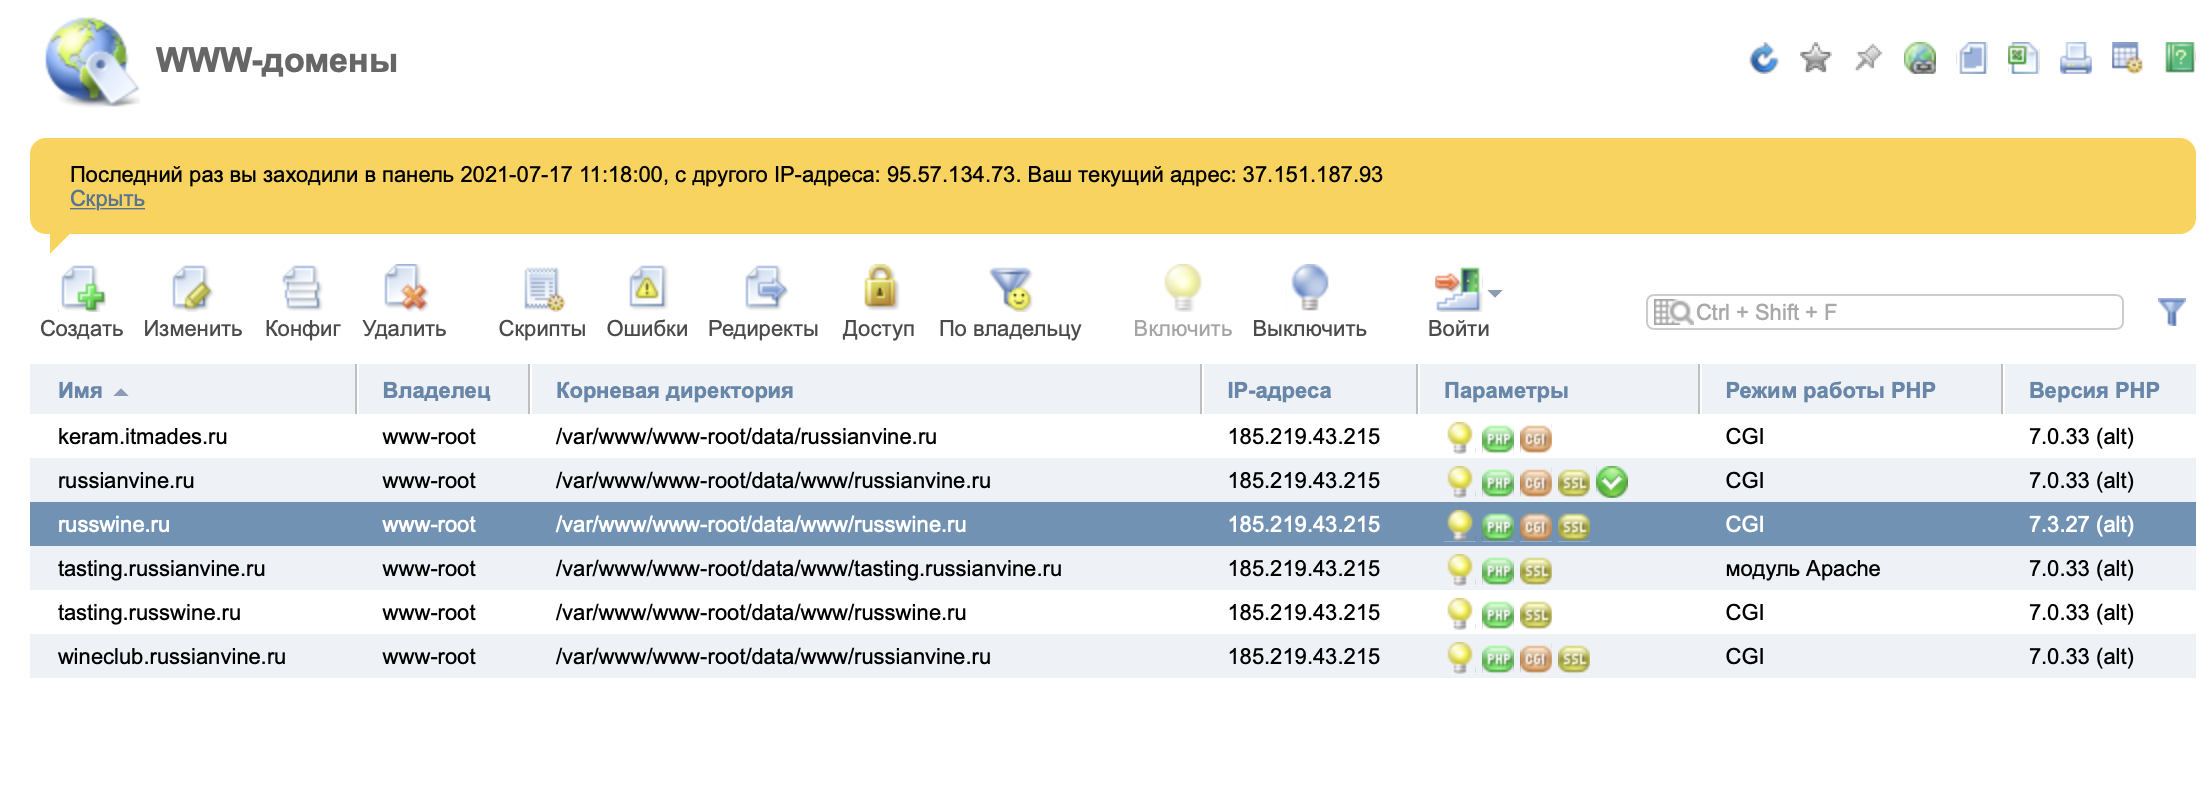 WWW-домены
Последний раз вы заходили в панель 2021-07-17 11:18:00, с другого IP-адреса: 95.57.134.73. Ваш текущий адрес: 37.151.187.93
Скрыть
Создать Изменить Конфиг Удалить Скрипты Ошибки Редиректы Доступ По владельцу Включить Выключить Войти Ctrl + Shift + F
Имя Владелец Корневая директория IP-адреса Параметры Режим работы PHP Версия PHP
keram.itmades.ru www-root /var/www/www-root/data/russianvine.ru 185.219.43.215 PHP CGI CGI 7.0.33 (alt)
russianvine.ru www-root /var/www/www-root/data/www/russianvine.ru 185.219.43.215 PHP CGI SSL CGI 7.0.33 (alt)
russwine.ru www-root /var/www/www-root/data/www/russwine.ru 185.219.43.215 PHP CGI SSL CGI 7.3.27 (alt)
tasting.russianvine.ru www-root /var/www/www-root/data/www/tasting.russianvine.ru 185.219.43.215 PHP SSL модуль Apache 7.0.33 (alt)
tasting.russwine.ru www-root /var/www/www-root/data/www/russwine.ru 185.219.43.215 PHP SSL CGI 7.0.33 (alt)
wineclub.russianvine.ru www-root /var/www/www-root/data/www/russianvine.ru 185.219.43.215 PHP CGI SSL CGI 7.0.33 (alt)